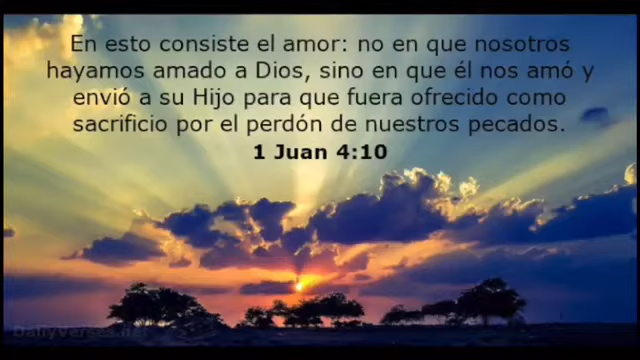 En esto consiste el amor: no en que nosotros
hayamos amado a Dios, sino en que él nos amó y
envió a su Hijo para que fuera ofrecido como
sacrificio por el perdón de nuestros pecados.
1 Juan 4:10
DailyVerses.net